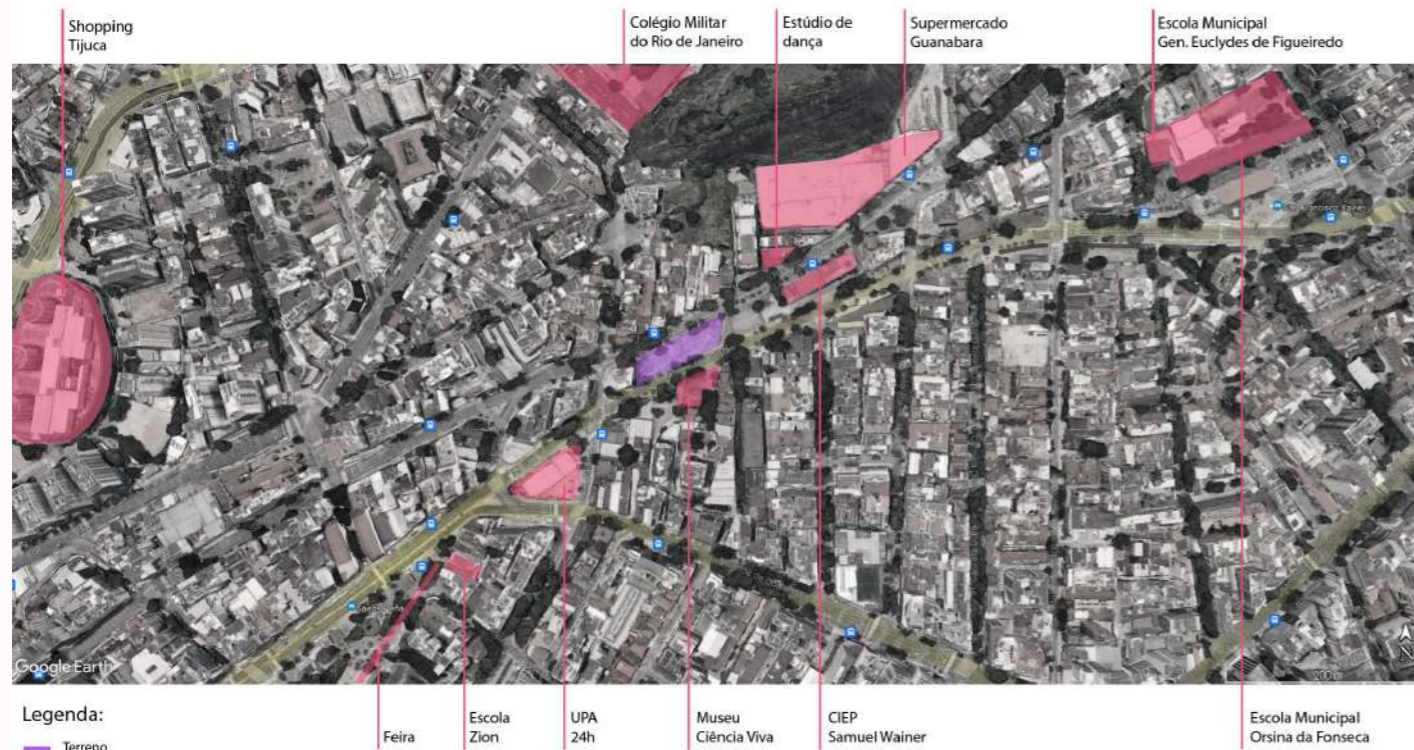 Shopping
Tijuca
Colégio Militar
do Rio de Janeiro
Estúdio de
dança
Supermercado
Guanabara
Escola Municipal
Gen. Euclydes de Figueiredo
Google Earth
N
200 m
Legenda:
Terreno
Feira
Escola
Zion
UPA
24h
Museu
Ciência Viva
CIEP
Samuel Wainer
Escola Municipal
Orsina da Fonseca